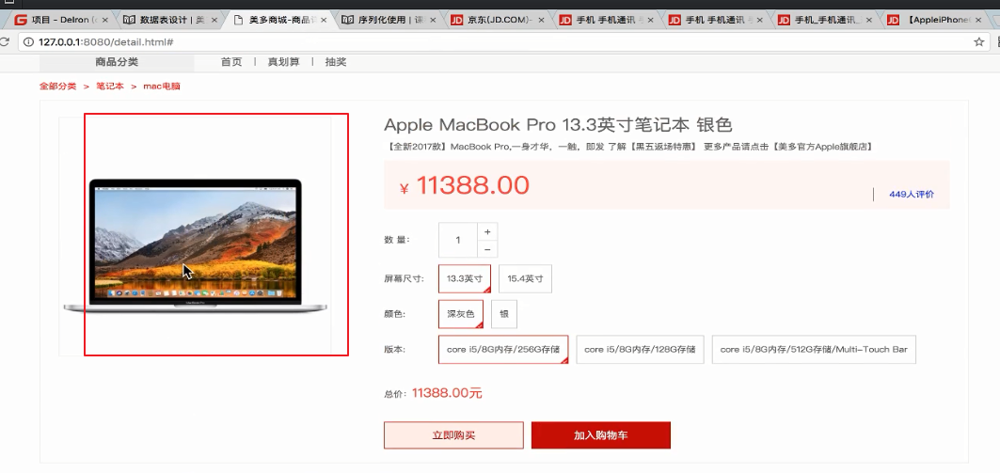 项目 - Delron (
数据表设计 | 美
美多商城-商品
序列化使用 | 课
京东(JD.COM)-
手机 手机通讯
手机 手机通讯
手机_手机通讯_
【AppleiPhone
127.0.0.1:8080/detail.html#
商品分类 首页 | 真划算 | 抽奖
全部分类 > 笔记本 > mac电脑
Apple MacBook Pro 13.3英寸笔记本 银色
【全新2017款】MacBook Pro,一身才华，一触，即发 了解【黑五返场特惠】 更多产品请点击【美多官方Apple旗舰店】
¥ 11388.00
449人评价
数 量: 1 + −
屏幕尺寸: 13.3英寸 15.4英寸
颜色: 深灰色 银
版本: core i5/8G内存/256G存储 core i5/8G内存/128G存储 core i5/8G内存/512G存储/Multi-Touch Bar
总价: 11388.00元
立即购买 加入购物车